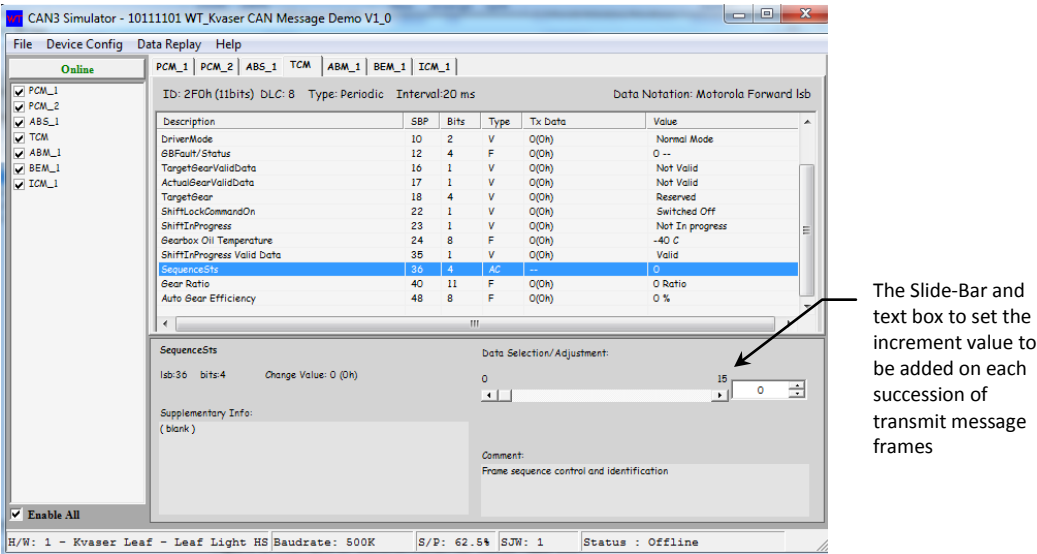 WT CAN3 Simulator - 10111101 WT_Kvaser CAN Message Demo V1_0
File Device Config Data Replay Help
Online
PCM_1
PCM_2
ABS_1
TCM
ABM_1
BEM_1
ICM_1
Enable All
PCM_1 PCM_2 ABS_1 TCM ABM_1 BEM_1 ICM_1
ID: 2F0h (11bits) DLC: 8 Type: Periodic Interval:20 ms Data Notation: Motorola Forward lsb
Description SBP Bits Type Tx Data Value
DriverMode 10 2 V 0(0h) Normal Mode
GBFault/Status 12 4 F 0(0h) 0 --
TargetGearValidData 16 1 V 0(0h) Not Valid
ActualGearValidData 17 1 V 0(0h) Not Valid
TargetGear 18 4 V 0(0h) Reserved
ShiftLockCommandOn 22 1 V 0(0h) Switched Off
ShiftInProgress 23 1 V 0(0h) Not In progress
Gearbox Oil Temperature 24 8 F 0(0h) -40 C
ShiftInProgress Valid Data 35 1 V 0(0h) Valid
SequenceSts 36 4 AC -- 0
Gear Ratio 40 11 F 0(0h) 0 Ratio
Auto Gear Efficiency 48 8 F 0(0h) 0 %
SequenceSts
lsb:36 bits:4 Change Value: 0 (0h)
Supplementary Info:
( blank )
Data Selection/Adjustment:
0 15
0
Comment:
Frame sequence control and identification
H/W: 1 - Kvaser Leaf - Leaf Light HS Baudrate: 500K S/P: 62.5% SJW: 1 Status : Offline
The Slide-Bar and
text box to set the
increment value to
be added on each
succession of
transmit message
frames